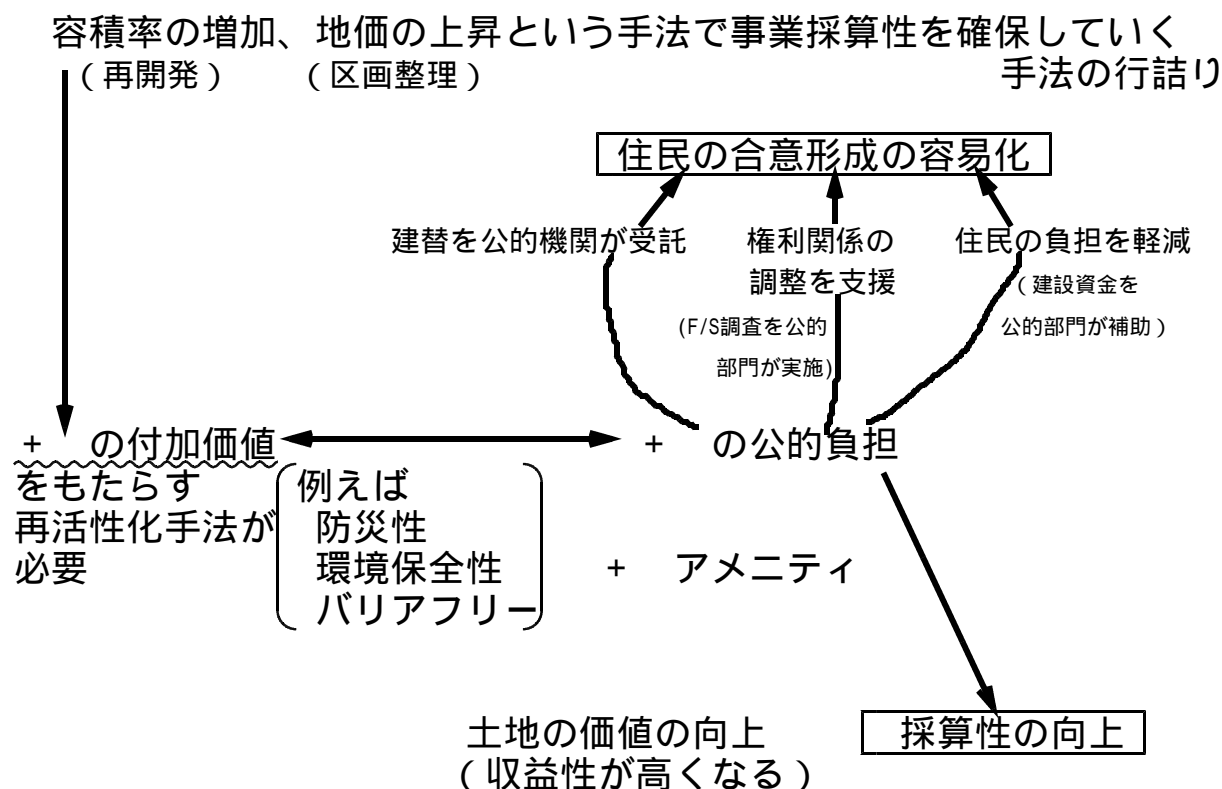 容積率の増加、地価の上昇という手法で事業採算性を確保していく
(再開発) (区画整理) 手法の行詰り
住民の合意形成の容易化
建替を公的機関が受託
権利関係の
調整を支援
(F/S調査を公的
部門が実施)
住民の負担を軽減
(建設資金を
公的部門が補助)
+ の付加価値
をもたらす
再活性化手法が
必要
例えば
防災性
環境保全性
バリアフリー
+ の公的負担
+ アメニティ
土地の価値の向上
(収益性が高くなる)
採算性の向上